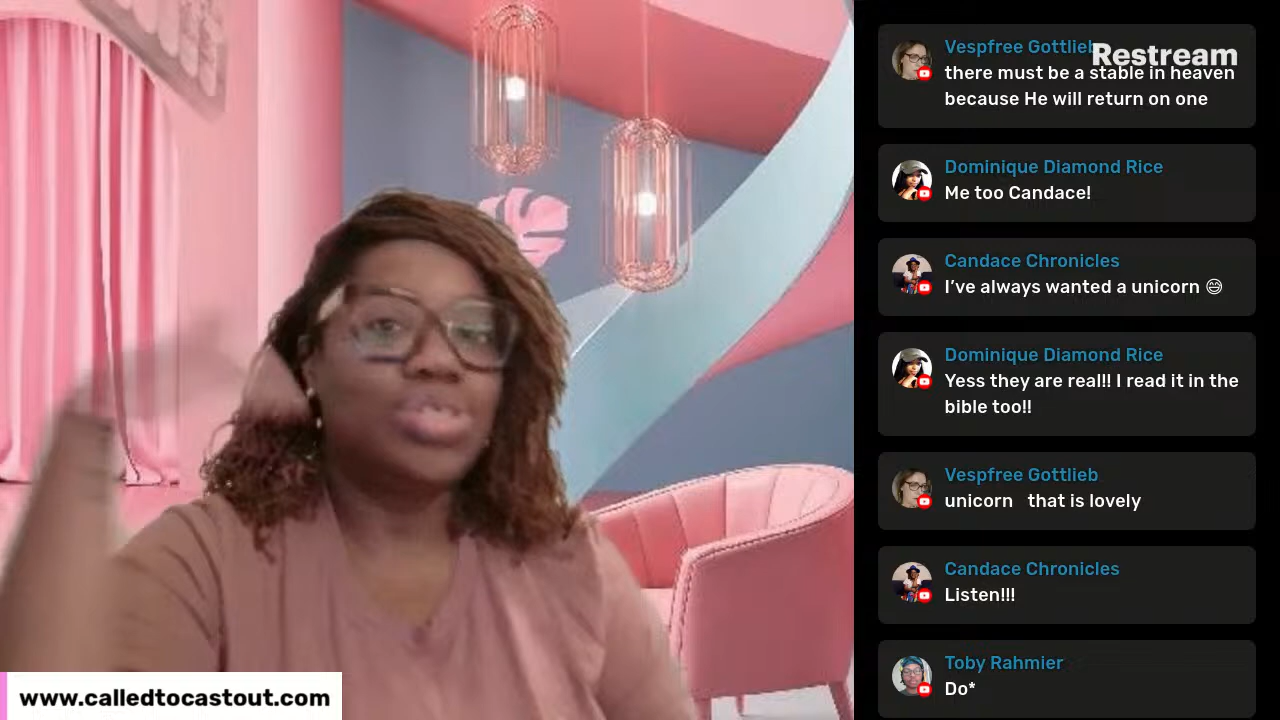 Vespfree Gottlieb
Restream
there must be a stable in heaven
because He will return on one
Dominique Diamond Rice
Me too Candace!
Candace Chronicles
I've always wanted a unicorn 😅
Dominique Diamond Rice
Yess they are real!! I read it in the
bible too!!
Vespfree Gottlieb
unicorn that is lovely
Candace Chronicles
Listen!!!
Toby Rahmier
Do*
www.calledtocastout.com